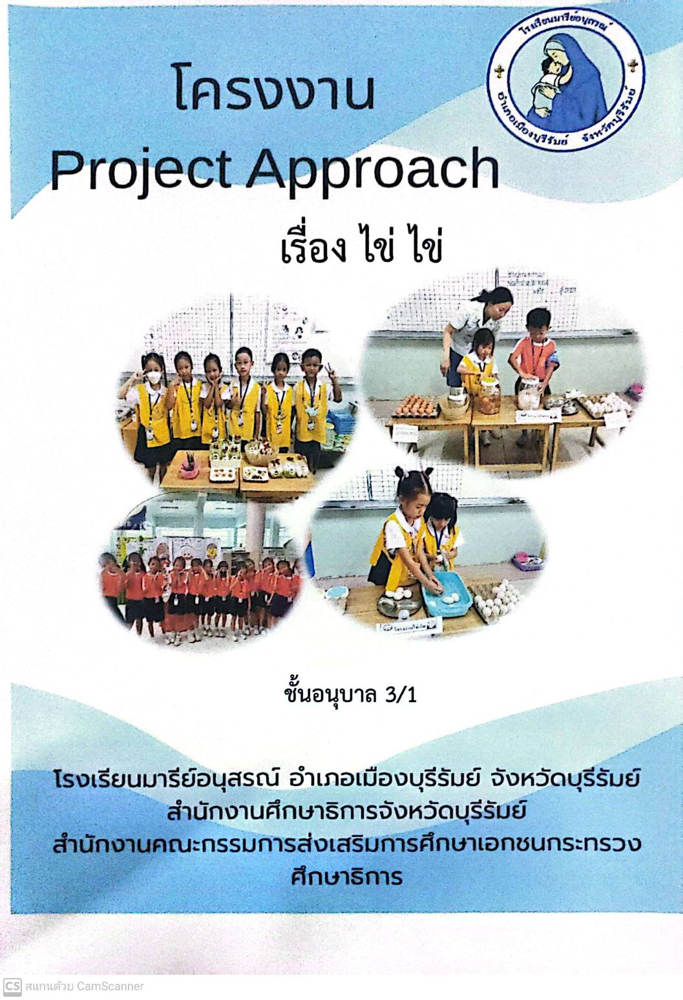 โรงเรียนมารีย์อนุสรณ์
อำเภอเมืองบุรีรัมย์ จังหวัดบุรีรัมย์
โครงงาน
Project Approach
เรื่อง ไข่ ไข่
ชั้นอนุบาล 3/1
โรงเรียนมารีย์อนุสรณ์ อำเภอเมืองบุรีรัมย์ จังหวัดบุรีรัมย์
สำนักงานศึกษาธิการจังหวัดบุรีรัมย์
สำนักงานคณะกรรมการส่งเสริมการศึกษาเอกชนกระทรวง
ศึกษาธิการ
CS สแกนด้วย CamScanner